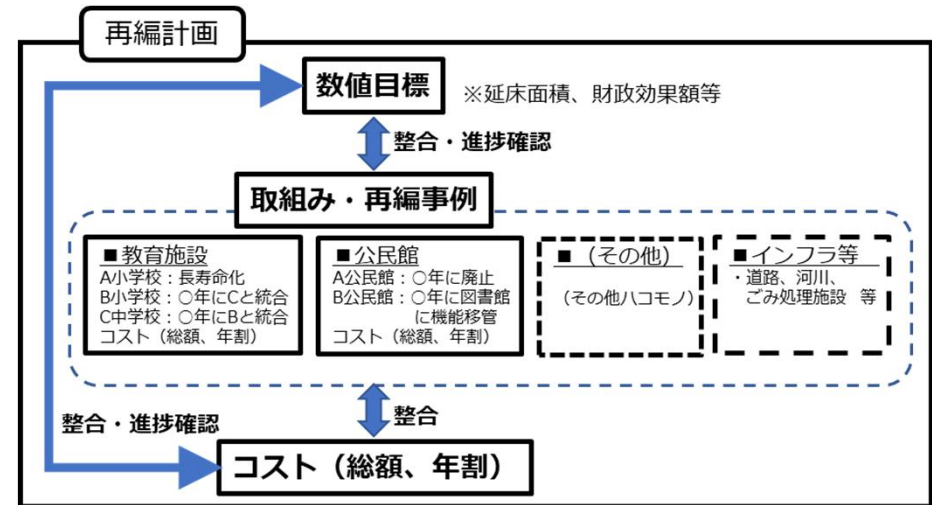 再編計画
数値目標
※延床面積、財政効果額等
整合・進捗確認
取組み・再編事例
■教育施設
A小学校：長寿命化
B小学校：○年にCと統合
C中学校：○年にBと統合
コスト（総額、年割）
■公民館
A公民館：○年に廃止
B公民館：○年に図書館
に機能移管
コスト（総額、年割）
■（その他）
（その他ハコモノ）
■インフラ等
・道路、河川、
ごみ処理施設 等
整合
整合・進捗確認
コスト（総額、年割）